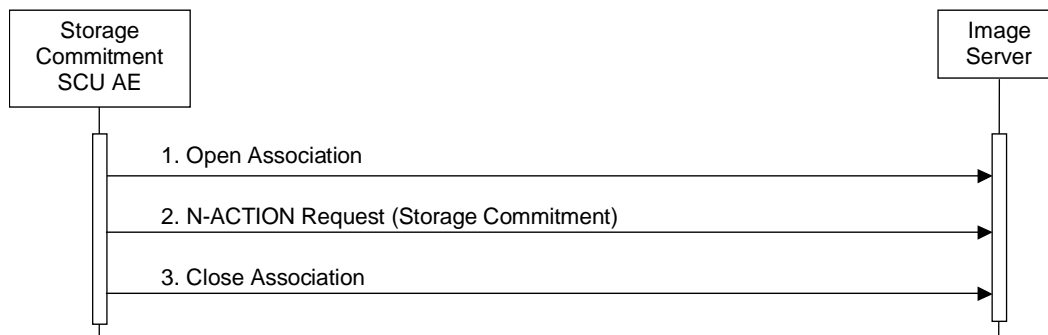 Storage
Commitment
SCU AE
Image
Server
1. Open Association
2. N-ACTION Request (Storage Commitment)
3. Close Association